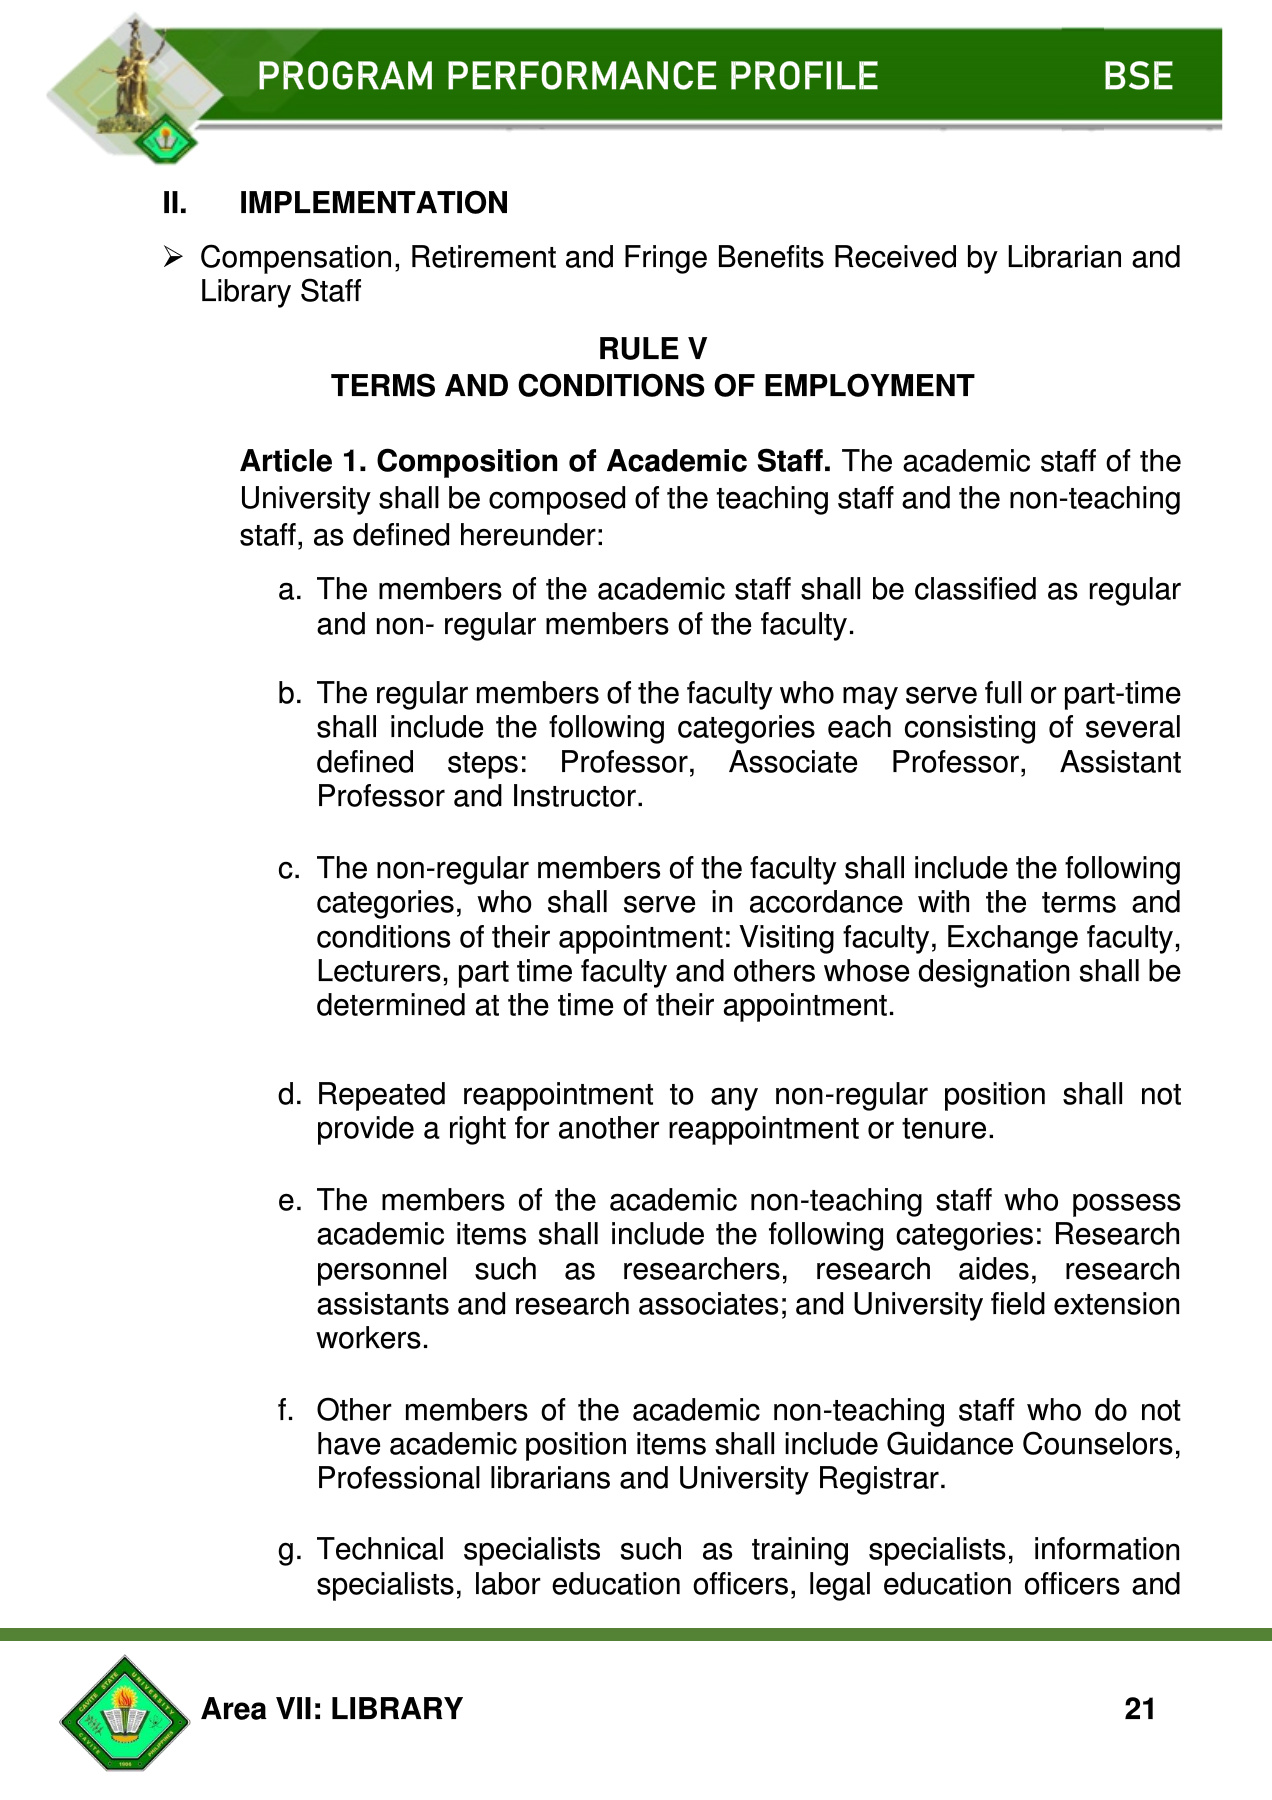 PROGRAM PERFORMANCE PROFILE BSE
II. IMPLEMENTATION
➢ Compensation, Retirement and Fringe Benefits Received by Librarian and
Library Staff
RULE V
TERMS AND CONDITIONS OF EMPLOYMENT
Article 1. Composition of Academic Staff. The academic staff of the
University shall be composed of the teaching staff and the non-teaching
staff, as defined hereunder:
a. The members of the academic staff shall be classified as regular
and non- regular members of the faculty.
b. The regular members of the faculty who may serve full or part-time
shall include the following categories each consisting of several
defined steps: Professor, Associate Professor, Assistant
Professor and Instructor.
c. The non-regular members of the faculty shall include the following
categories, who shall serve in accordance with the terms and
conditions of their appointment: Visiting faculty, Exchange faculty,
Lecturers, part time faculty and others whose designation shall be
determined at the time of their appointment.
d. Repeated reappointment to any non-regular position shall not
provide a right for another reappointment or tenure.
e. The members of the academic non-teaching staff who possess
academic items shall include the following categories: Research
personnel such as researchers, research aides, research
assistants and research associates; and University field extension
workers.
f. Other members of the academic non-teaching staff who do not
have academic position items shall include Guidance Counselors,
Professional librarians and University Registrar.
g. Technical specialists such as training specialists, information
specialists, labor education officers, legal education officers and
CAVITE STATE UNIVERSITY
CAVITE 1906 PHILIPPINES
Area VII: LIBRARY 21